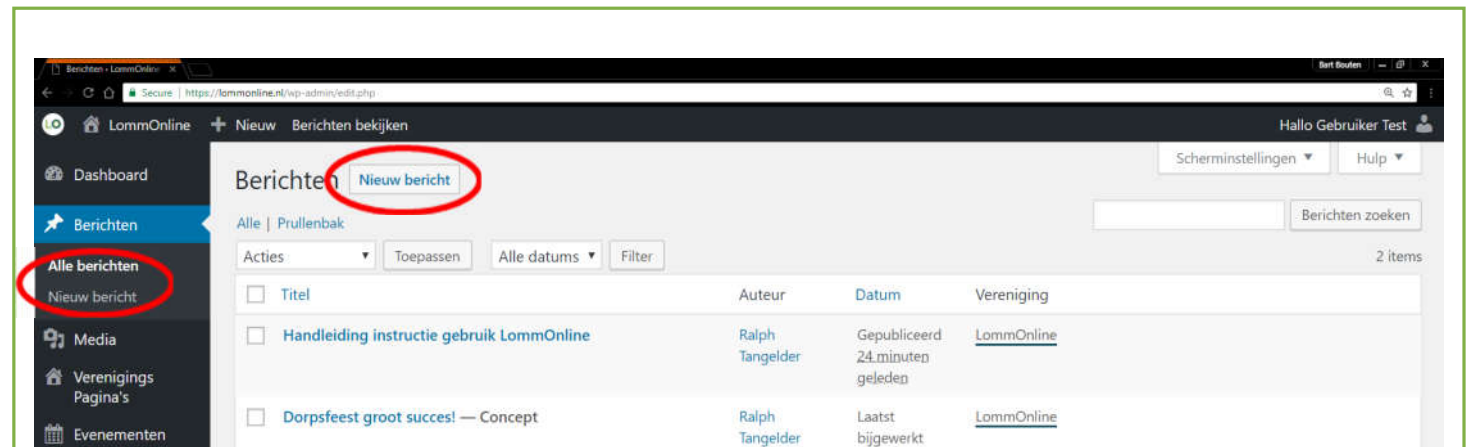 Berichten ‹ LommOnline
Bart Bouten
Secure | https://lommonline.nl/wp-admin/edit.php
LommOnline
Nieuw
Berichten bekijken
Hallo Gebruiker Test
Scherminstellingen
Hulp
Dashboard
Berichten
Alle berichten
Nieuw bericht
Media
Verenigings
Pagina's
Evenementen
Berichten
Nieuw bericht
Alle | Prullenbak
Berichten zoeken
Acties
Toepassen
Alle datums
Filter
2 items
Titel
Auteur
Datum
Vereniging
Handleiding instructie gebruik LommOnline
Ralph
Tangelder
Gepubliceerd
24 minuten
geleden
LommOnline
Dorpsfeest groot succes! — Concept
Ralph
Tangelder
Laatst
bijgewerkt
LommOnline